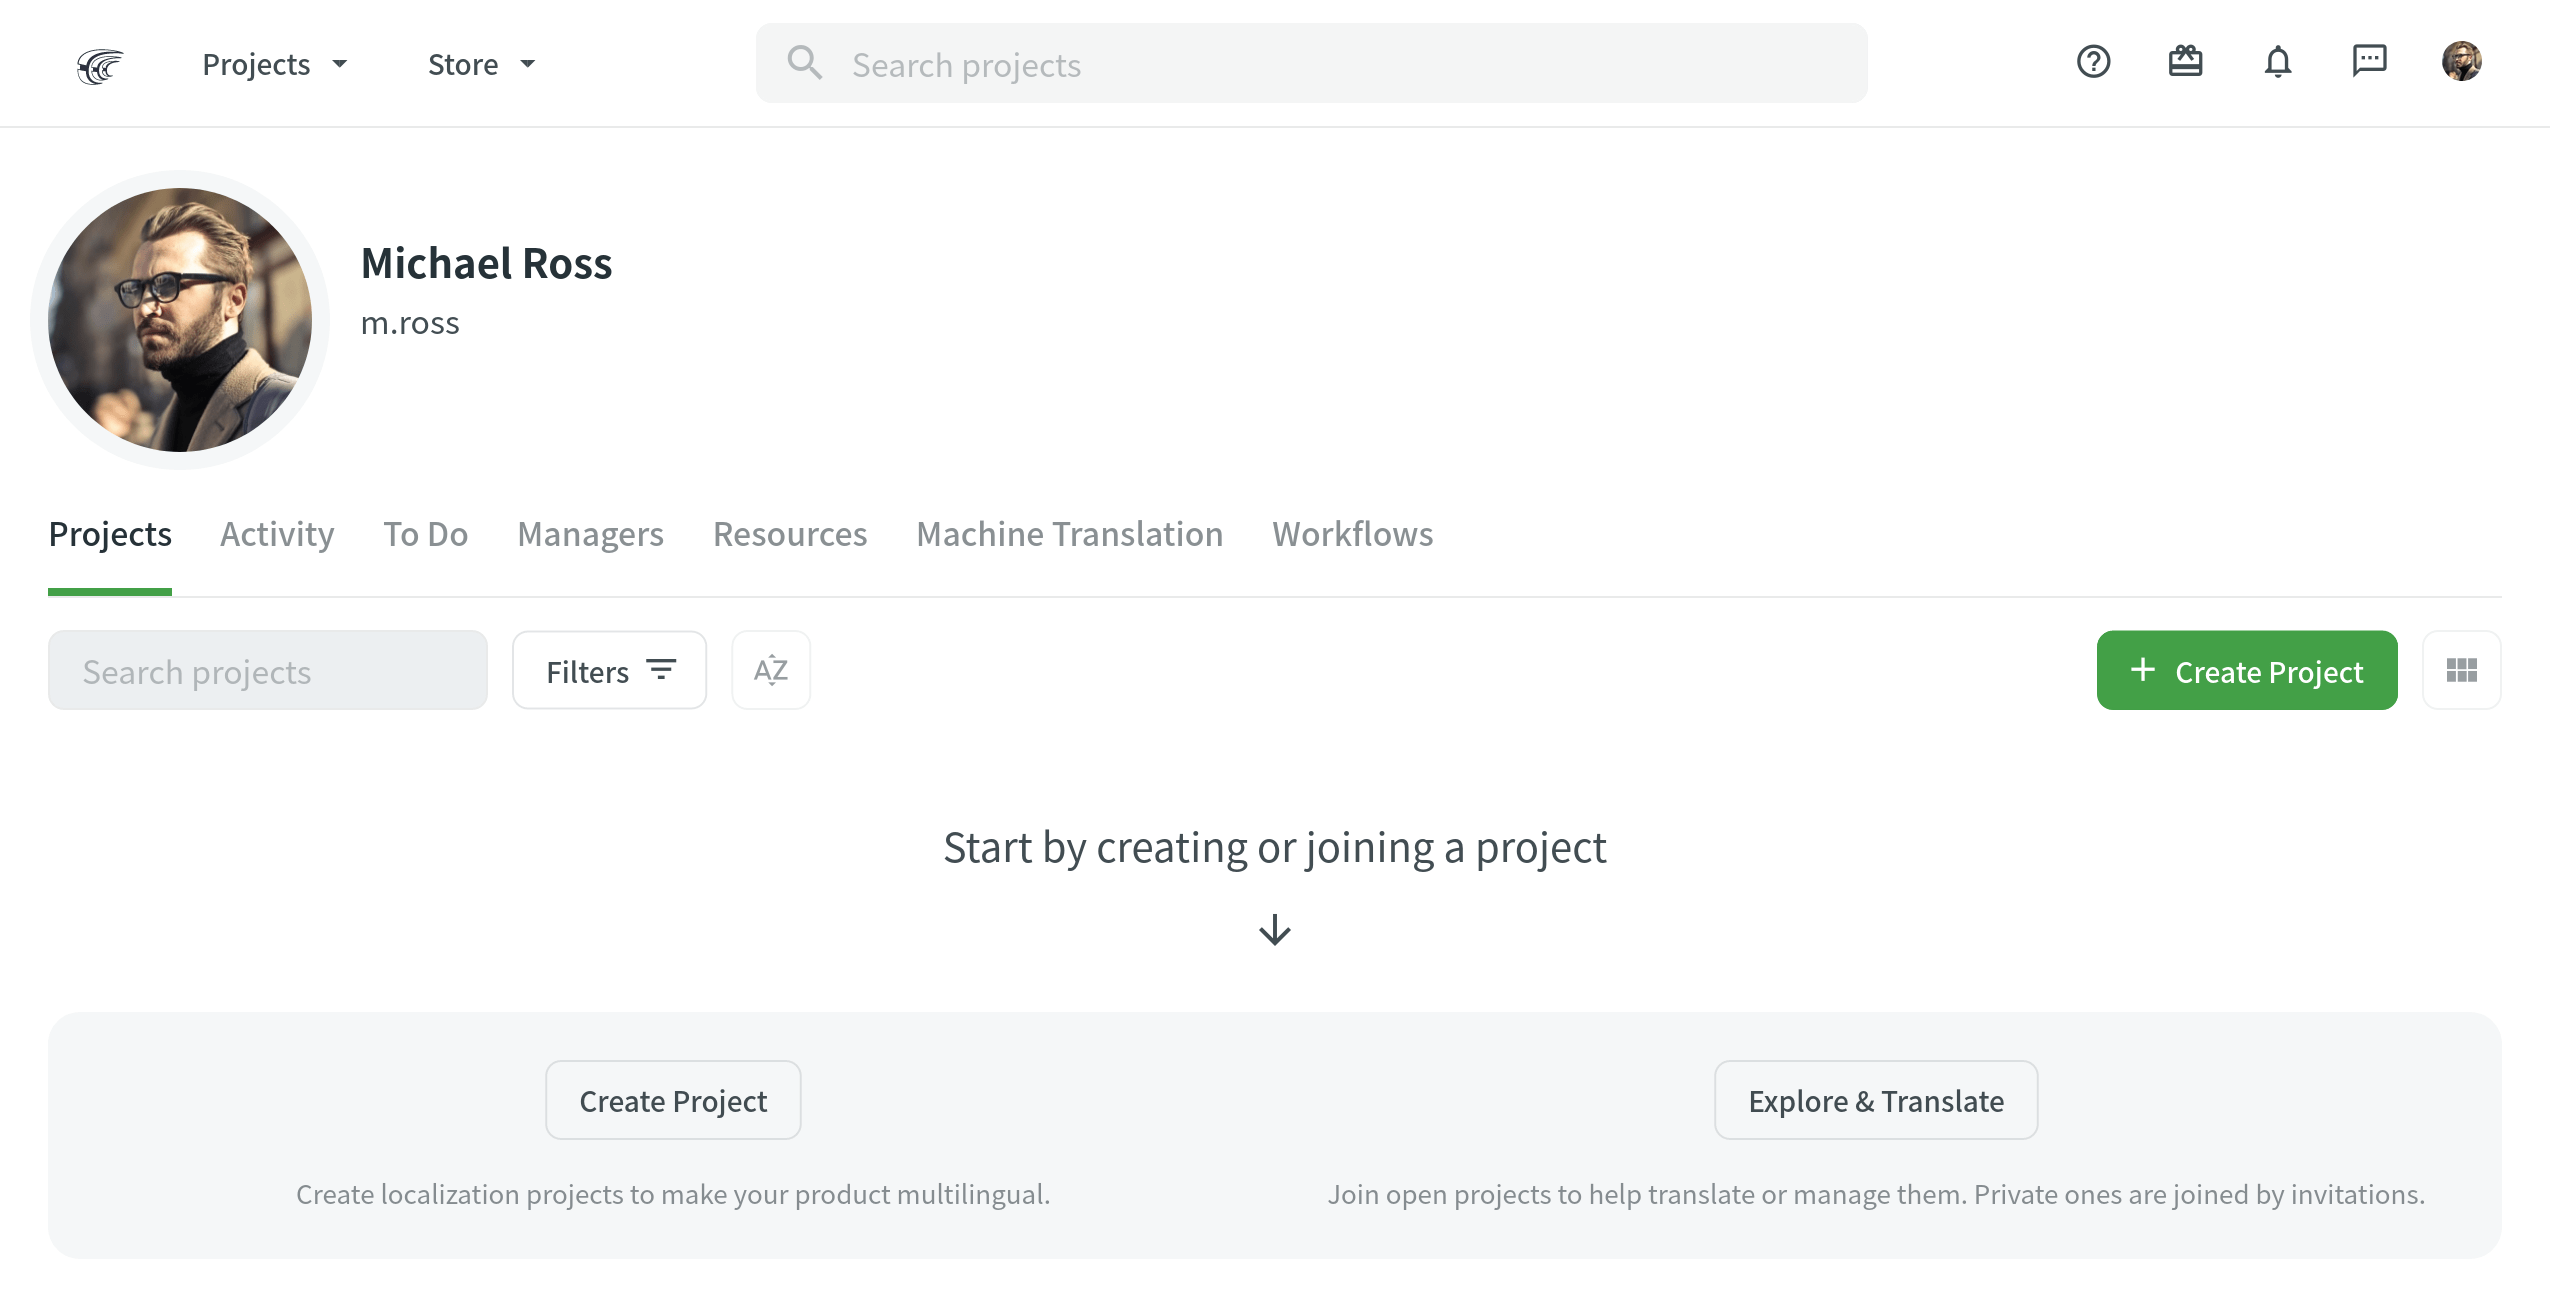 Projects Store Search projects
Michael Ross
m.ross
Projects Activity To Do Managers Resources Machine Translation Workflows
Search projects Filters AZ + Create Project
Start by creating or joining a project
Create Project Explore & Translate
Create localization projects to make your product multilingual. Join open projects to help translate or manage them. Private ones are joined by invitations.